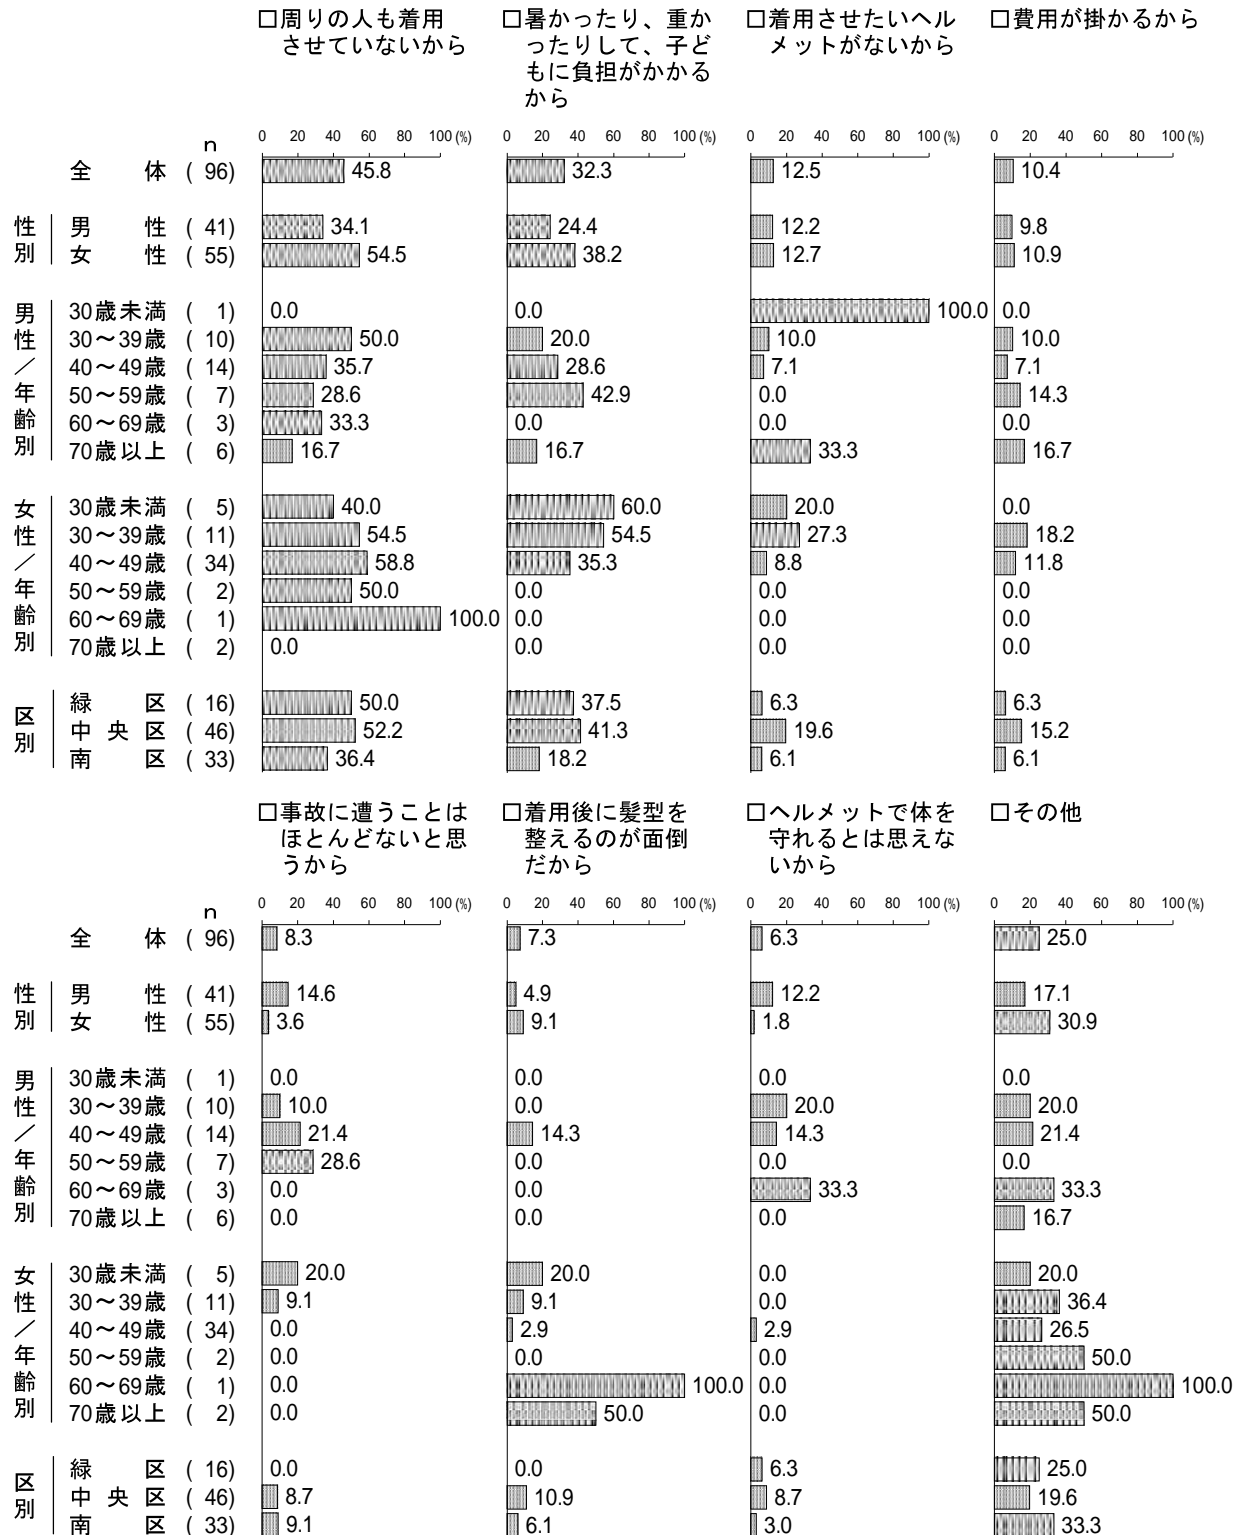 □周りの人も着用
させていないから
□暑かったり、重か
ったりして、子ど
もに負担がかかる
から
□着用させたいヘル
メットがないから
□費用が掛かるから
n 0 20 40 60 80 100(%) 0 20 40 60 80 100(%) 0 20 40 60 80 100(%) 0 20 40 60 80 100(%)
全体 ( 96) 45.8 32.3 12.5 10.4
性別
男性 ( 41) 34.1 24.4 12.2 9.8
女性 ( 55) 54.5 38.2 12.7 10.9
男性/年齢別
30歳未満 ( 1) 0.0 0.0 100.0 0.0
30～39歳 ( 10) 50.0 20.0 10.0 10.0
40～49歳 ( 14) 35.7 28.6 7.1 7.1
50～59歳 ( 7) 28.6 42.9 0.0 14.3
60～69歳 ( 3) 33.3 0.0 0.0 0.0
70歳以上 ( 6) 16.7 16.7 33.3 16.7
女性/年齢別
30歳未満 ( 5) 40.0 60.0 20.0 0.0
30～39歳 ( 11) 54.5 54.5 27.3 18.2
40～49歳 ( 34) 58.8 35.3 8.8 11.8
50～59歳 ( 2) 50.0 0.0 0.0 0.0
60～69歳 ( 1) 100.0 0.0 0.0 0.0
70歳以上 ( 2) 0.0 0.0 0.0 0.0
区別
緑区 ( 16) 50.0 37.5 6.3 6.3
中央区 ( 46) 52.2 41.3 19.6 15.2
南区 ( 33) 36.4 18.2 6.1 6.1
□事故に遭うことは
ほとんどないと思
うから
□着用後に髪型を
整えるのが面倒
だから
□ヘルメットで体を
守れるとは思えな
いから
□その他
n 0 20 40 60 80 100(%) 0 20 40 60 80 100(%) 0 20 40 60 80 100(%) 0 20 40 60 80 100(%)
全体 ( 96) 8.3 7.3 6.3 25.0
性別
男性 ( 41) 14.6 4.9 12.2 17.1
女性 ( 55) 3.6 9.1 1.8 30.9
男性/年齢別
30歳未満 ( 1) 0.0 0.0 0.0 0.0
30～39歳 ( 10) 10.0 0.0 20.0 20.0
40～49歳 ( 14) 21.4 14.3 14.3 21.4
50～59歳 ( 7) 28.6 0.0 0.0 0.0
60～69歳 ( 3) 0.0 0.0 33.3 33.3
70歳以上 ( 6) 0.0 0.0 0.0 16.7
女性/年齢別
30歳未満 ( 5) 20.0 20.0 0.0 20.0
30～39歳 ( 11) 9.1 9.1 0.0 36.4
40～49歳 ( 34) 0.0 2.9 2.9 26.5
50～59歳 ( 2) 0.0 0.0 0.0 50.0
60～69歳 ( 1) 0.0 100.0 0.0 100.0
70歳以上 ( 2) 0.0 50.0 0.0 50.0
区別
緑区 ( 16) 0.0 0.0 6.3 25.0
中央区 ( 46) 8.7 10.9 8.7 19.6
南区 ( 33) 9.1 6.1 3.0 33.3